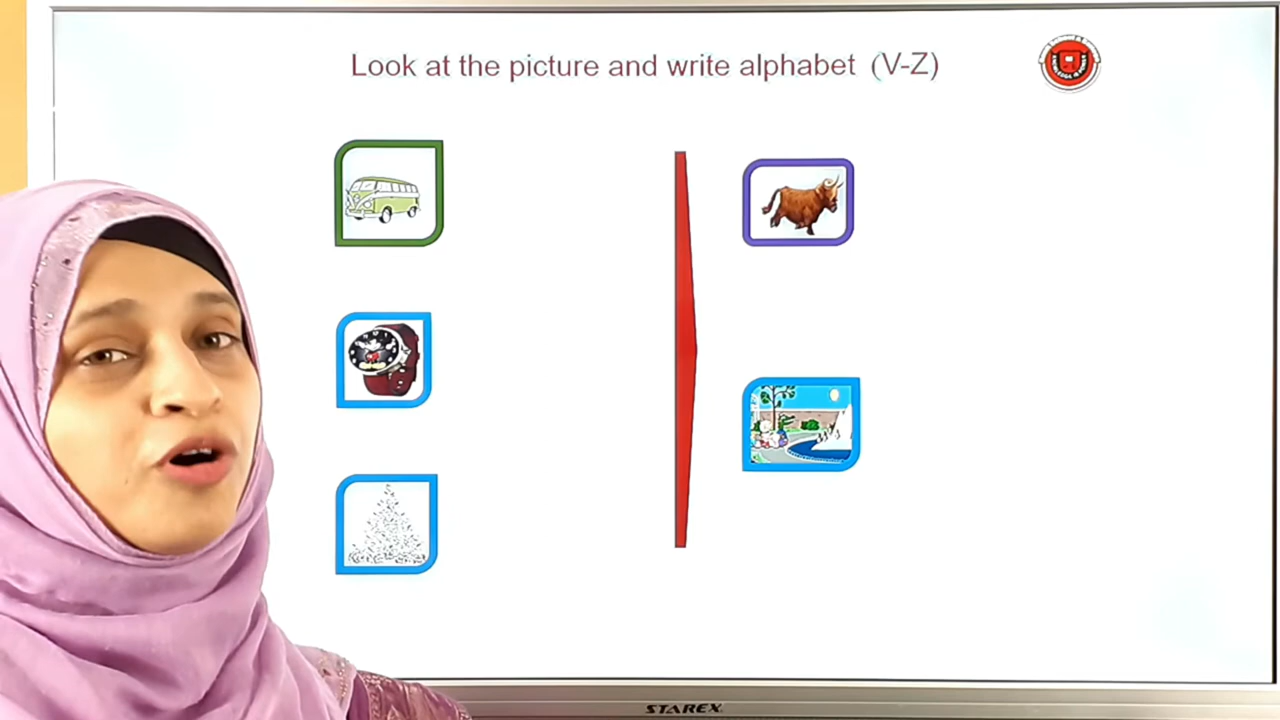 Look at the picture and write alphabet (V-Z)
STAREX